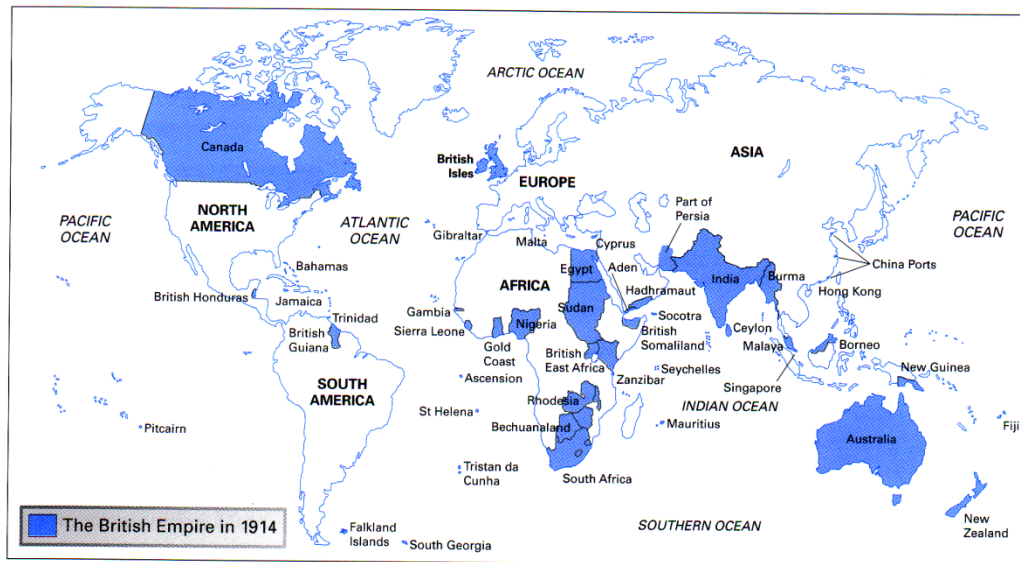 ARCTIC OCEAN
Canada
British
Isles
ASIA
EUROPE
Part of
Persia
NORTH
AMERICA
PACIFIC
OCEAN
ATLANTIC
OCEAN
PACIFIC
OCEAN
Gibraltar
Malta
Cyprus
China Ports
Bahamas
Aden
Egypt
India
Burma
AFRICA
Hadhramaut
Hong Kong
British Honduras
Jamaica
Sudan
Socotra
Trinidad
Gambia
Nigeria
Ceylon
Sierra Leone
British
Somaliland
Malaya
Borneo
British
Guiana
Gold
Coast
British
East Africa
New Guinea
Seychelles
Ascension
Zanzibar
Singapore
SOUTH
AMERICA
Rhodesia
INDIAN OCEAN
St Helena
Mauritius
Fiji
Pitcairn
Bechuanaland
Australia
Tristan da
Cunha
South Africa
The British Empire in 1914
Falkland
Islands
SOUTHERN OCEAN
New
Zealand
South Georgia